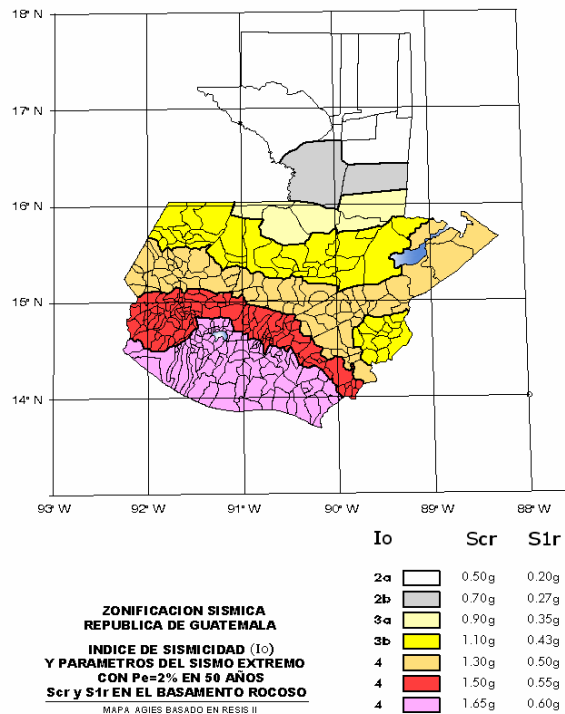 18° N
17° N
16° N
15° N
14° N
93° W 92° W 91° W 90° W 89° W 88° W
Io Scr S1r
2a 0.50g 0.20g
2b 0.70g 0.27g
3a 0.90g 0.35g
3b 1.10g 0.43g
4 1.30g 0.50g
4 1.50g 0.55g
4 1.65g 0.60g
ZONIFICACION SISMICA
REPUBLICA DE GUATEMALA
INDICE DE SISMICIDAD (Io)
Y PARAMETROS DEL SISMO EXTREMO
CON Pe=2% EN 50 AÑOS
Scr y S1r EN EL BASAMENTO ROCOSO
MAPA AGIES BASADO EN RESIS II